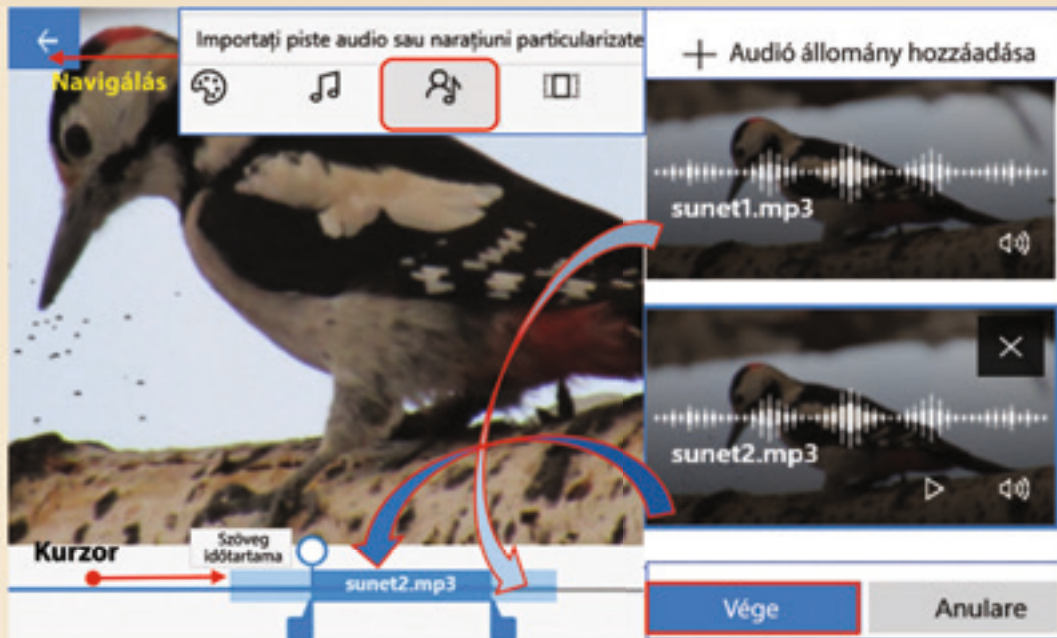 Importați piste audio sau narațiuni particularizate
Navigálás
Audió állomány hozzáadása
sunet1.mp3
sunet2.mp3
Kurzor
Szöveg
időtartama
sunet2.mp3
Vége
Anulare